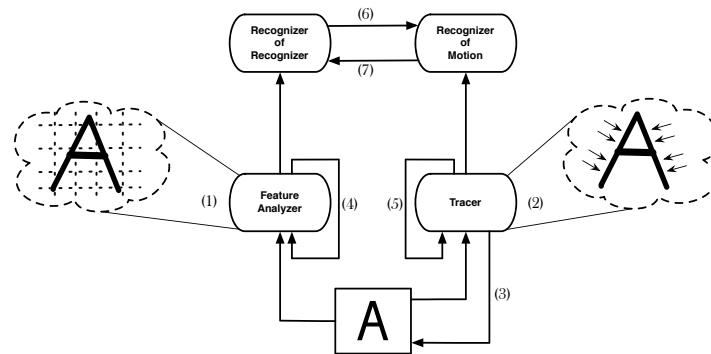 (6)
Recognizer
of
Recognizer
Recognizer
of
Motion
(7)
A
A
(1)
Feature
Analyzer
(4)
(5)
Tracer
(2)
(3)
A